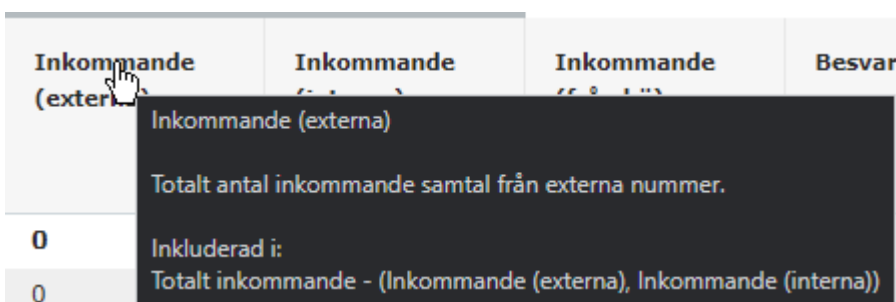 Inkommande Inkommande Inkommande Besvar
Inkommande (externa)
Totalt antal inkommande samtal från externa nummer.
0
Inkluderad i:
Totalt inkommande - (Inkommande (externa), Inkommande (interna))
0